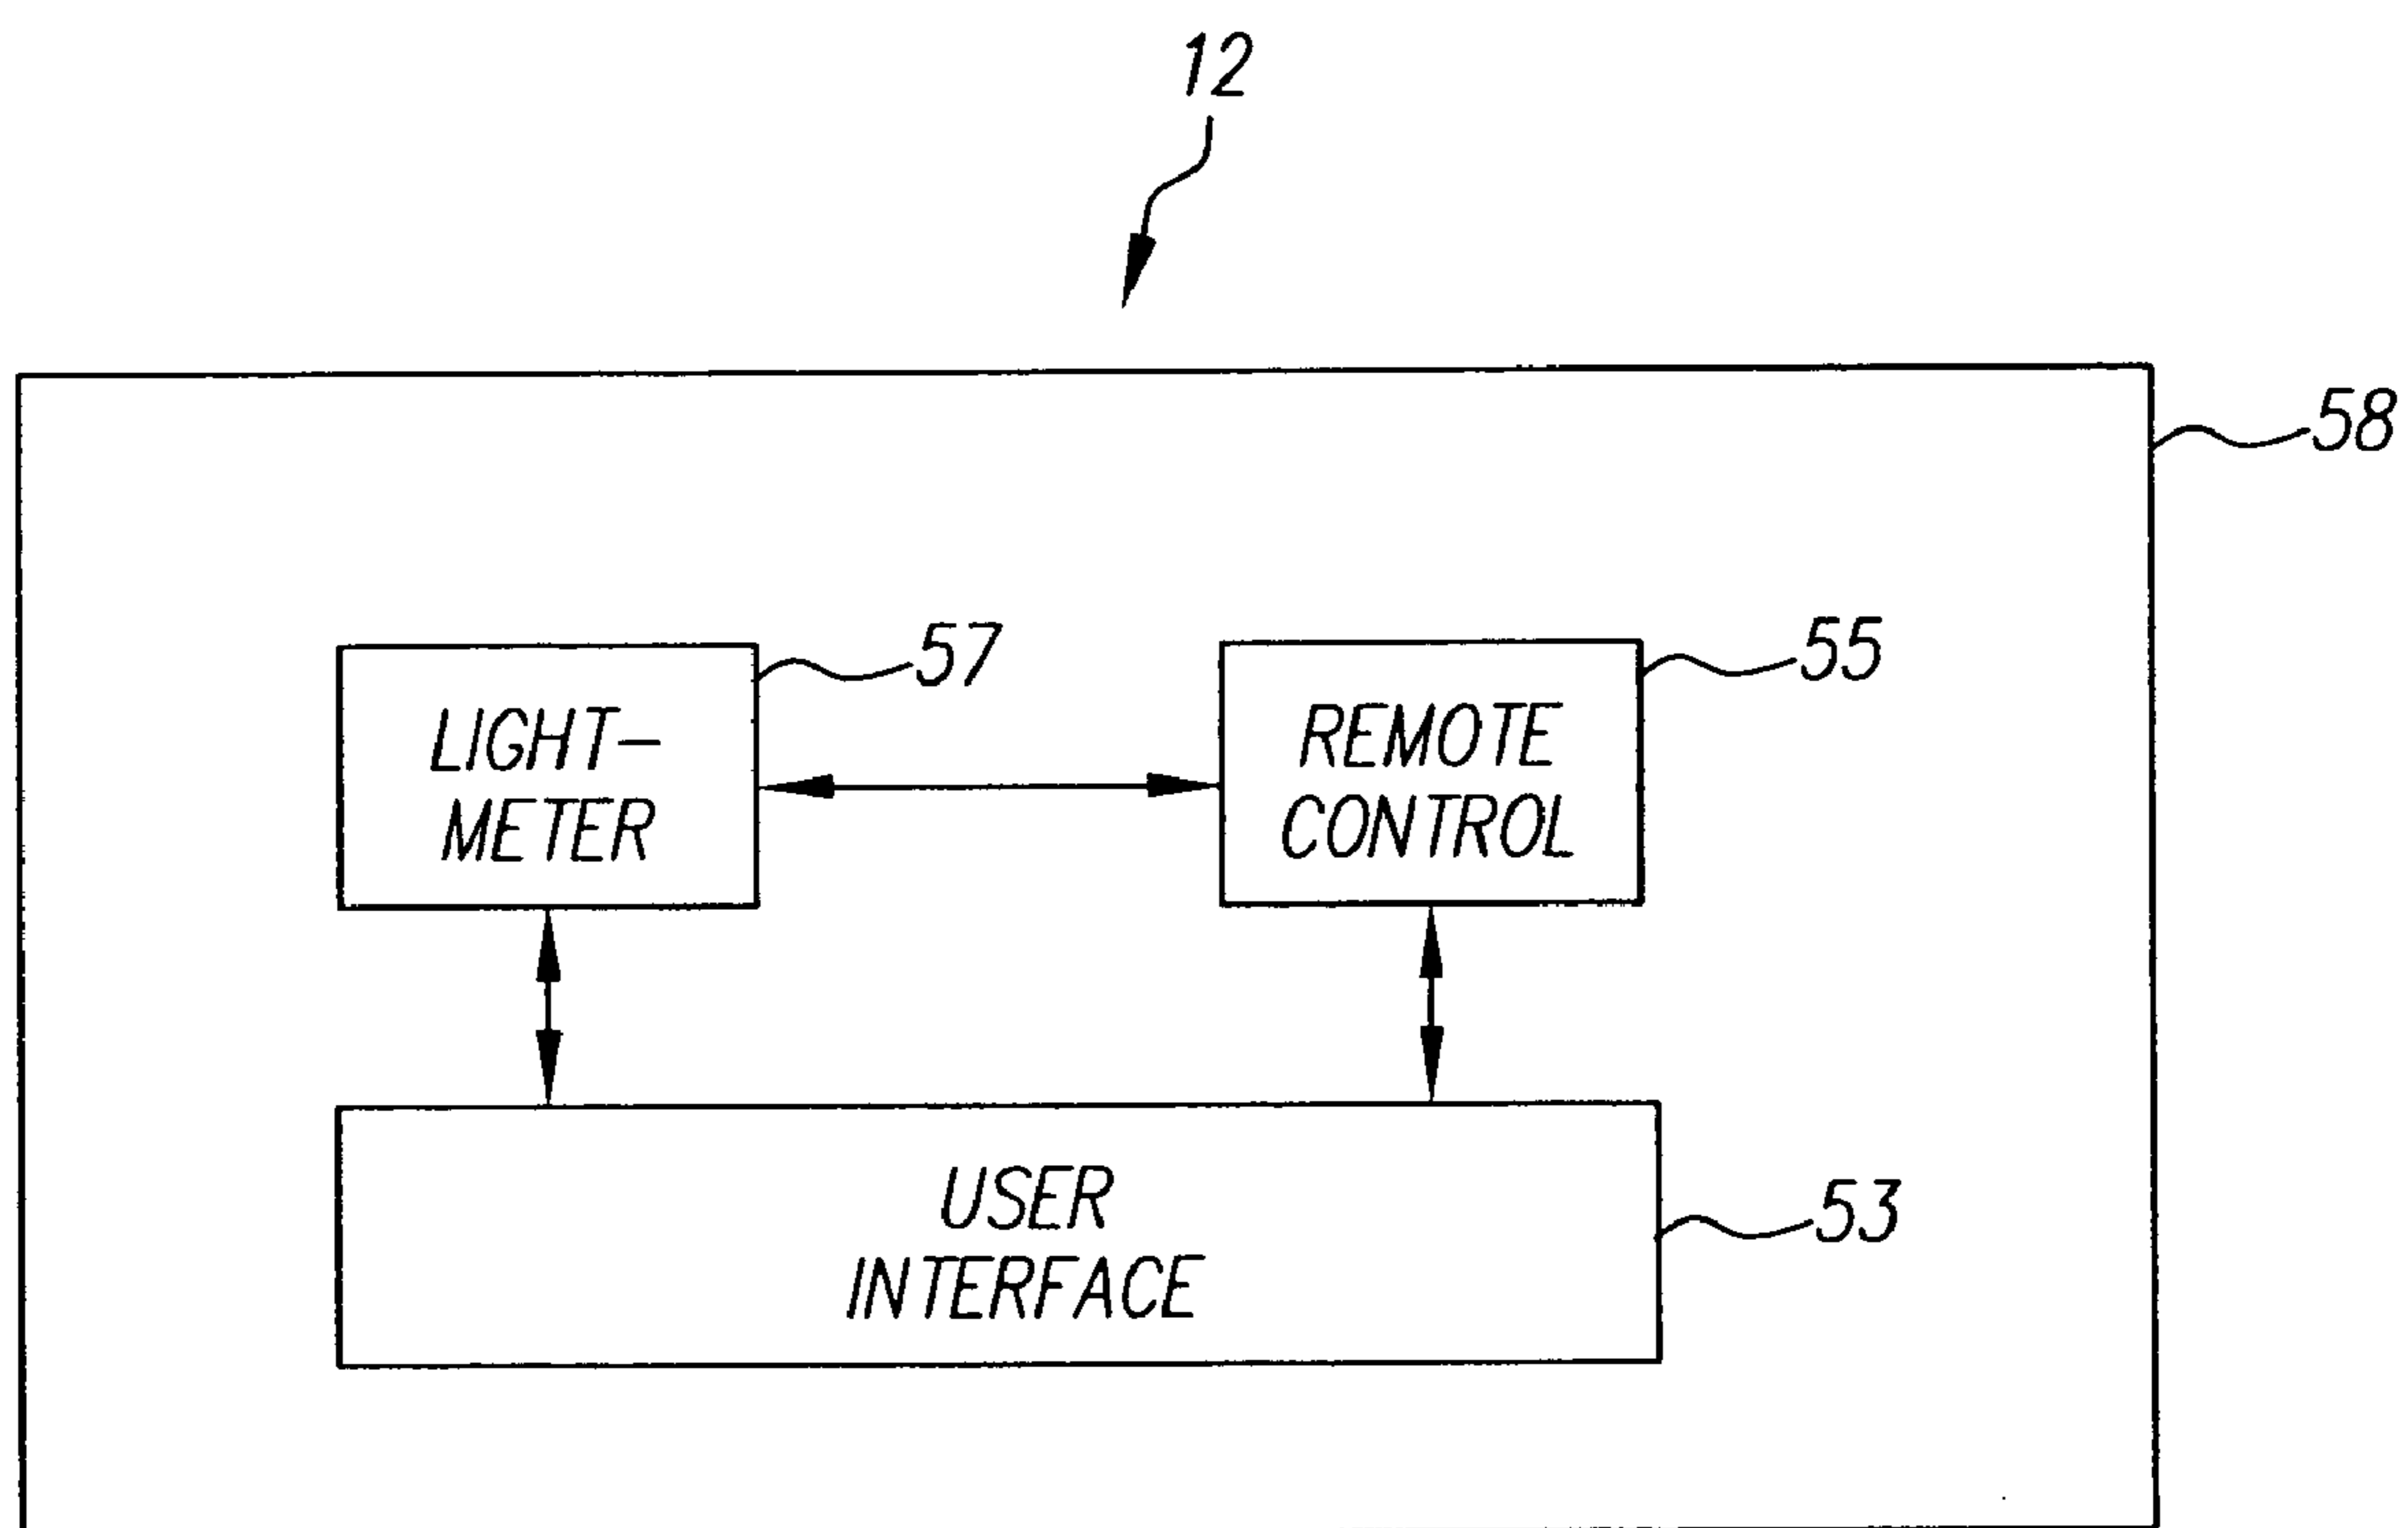 12
58
57
55
LIGHT-
METER
REMOTE
CONTROL
USER
INTERFACE
53